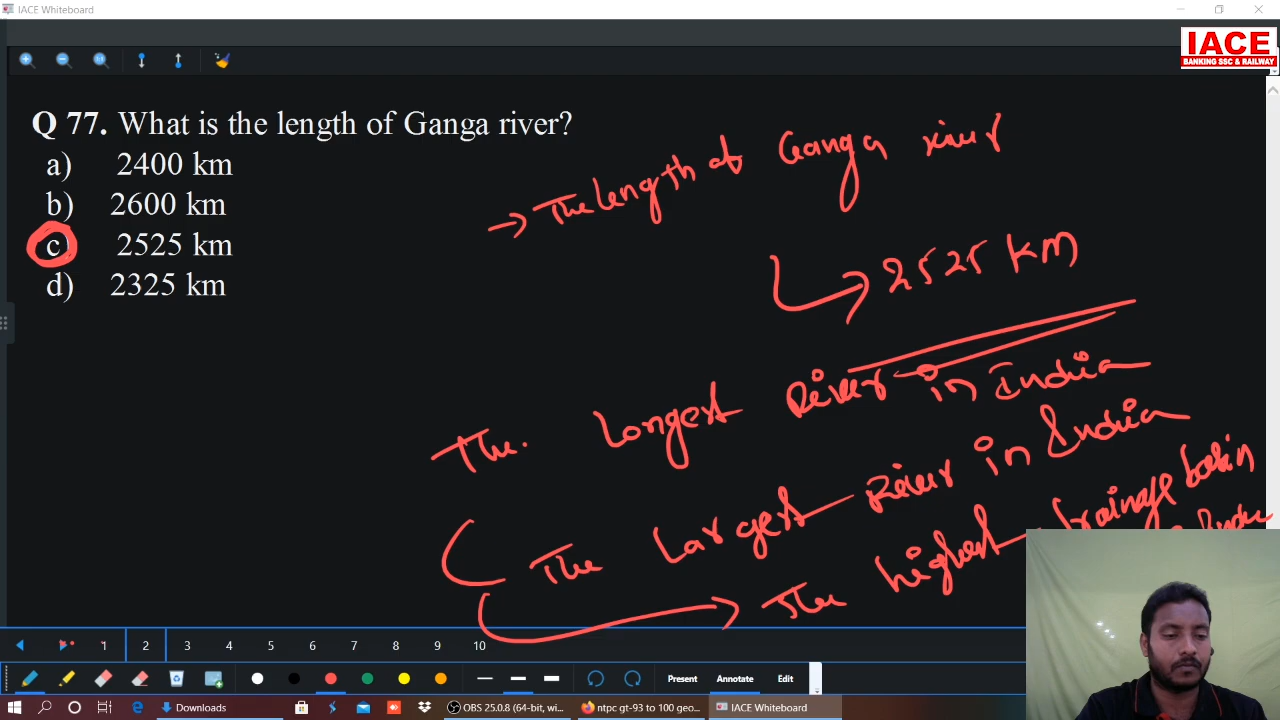 IACE Whiteboard
IACE
BANKING SSC & RAILWAY
Q 77. What is the length of Ganga river?
a) 2400 km
b) 2600 km
c) 2525 km
d) 2325 km
→ The length of Ganga river
2525 KM
The Longest River in India
The Largest River in India
The highest drainage basin
1 2 3 4 5 6 7 8 9 10
Present Annotate Edit
Downloads
OBS 25.0.8 (64-bit, wi...
ntpc gt-93 to 100 geo...
IACE Whiteboard